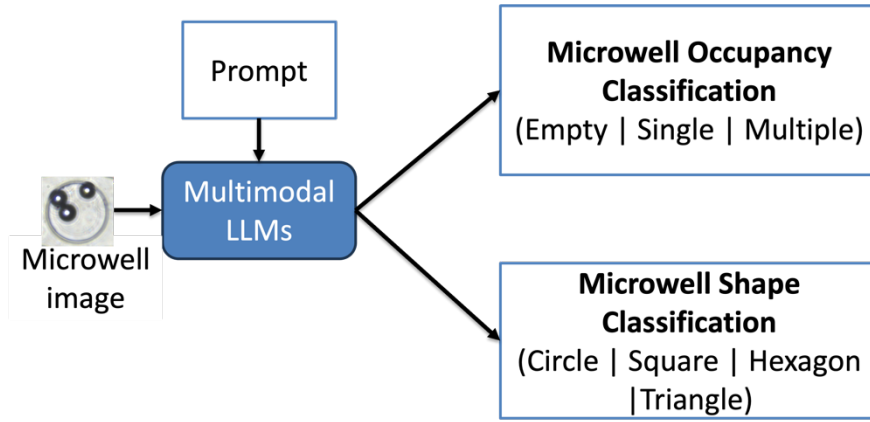 Prompt
Multimodal
LLMs
Microwell
image
Microwell Occupancy
Classification
(Empty | Single | Multiple)
Microwell Shape
Classification
(Circle | Square | Hexagon
|Triangle)